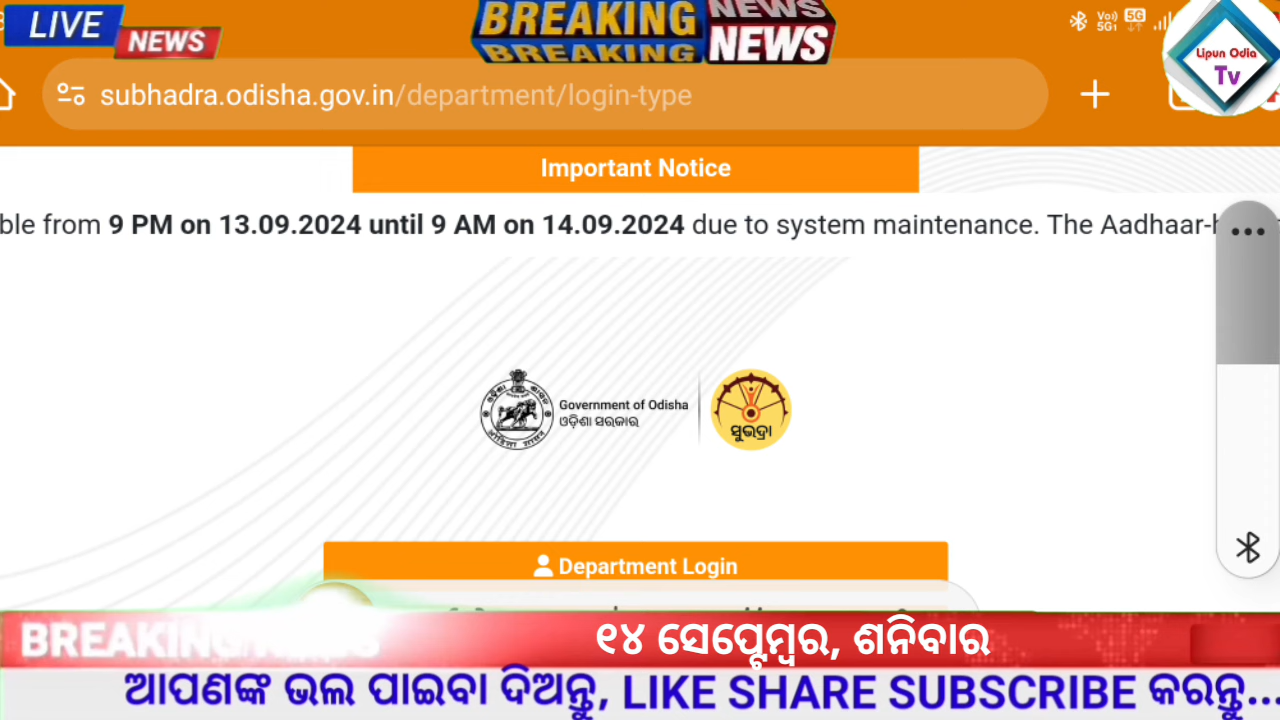 LIVE
NEWS
BREAKING
BREAKING
NEWS
NEWS
Vo))
5G1
5G
Lipun Odia
Tv
subhadra.odisha.gov.in/department/login-type
Important Notice
ble from 9 PM on 13.09.2024 until 9 AM on 14.09.2024 due to system maintenance. The Aadhaar-
Government of Odisha
ଓଡ଼ିଶା ସରକାର
ସୁଭଦ୍ରା
Department Login
BREAKING NEWS
୧୪ ସେପ୍ଟେମ୍ବର, ଶନିବାର
ଆପଣଙ୍କ ଭଲ ପାଇବା ଦିଅନ୍ତୁ, LIKE SHARE SUBSCRIBE କରନ୍ତୁ...